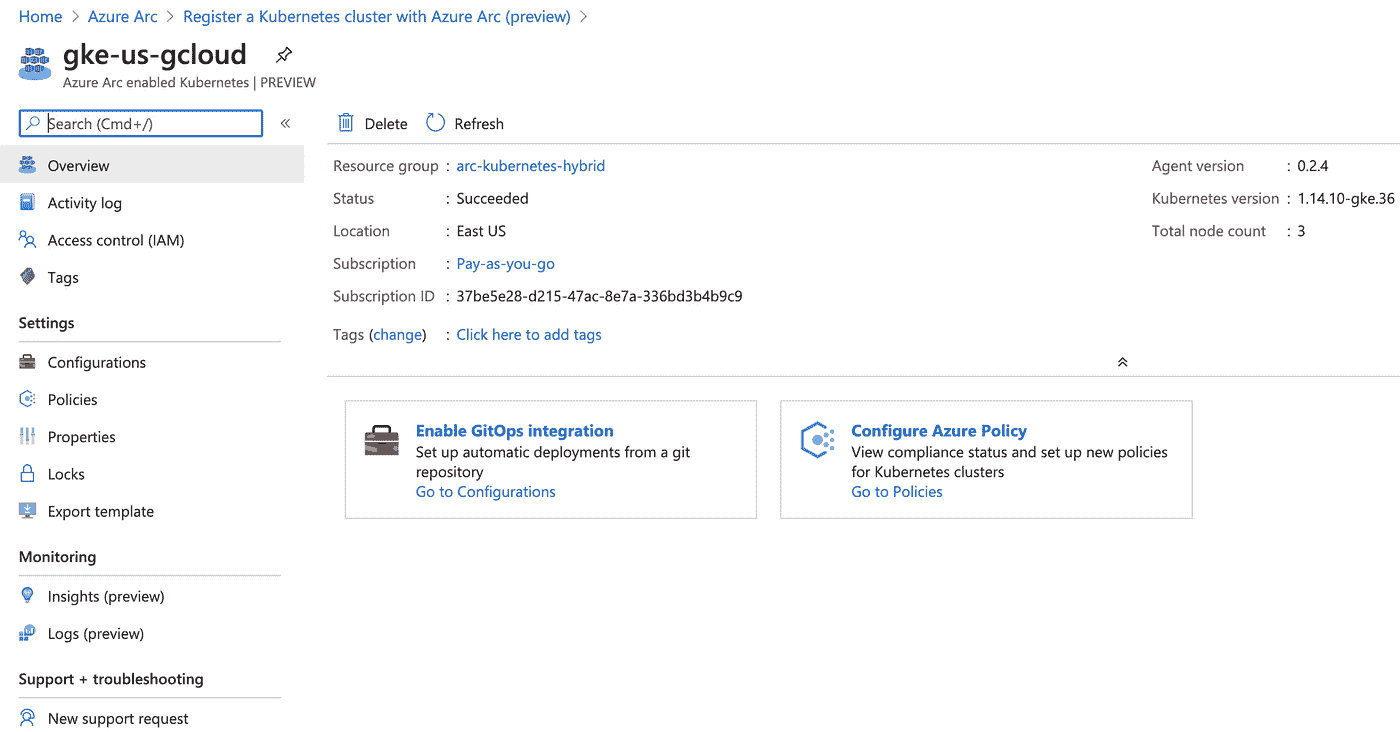 Home > Azure Arc > Register a Kubernetes cluster with Azure Arc (preview) >
gke-us-gcloud
Azure Arc enabled Kubernetes | PREVIEW
Search (Cmd+/)
«
Overview
Activity log
Access control (IAM)
Tags
Settings
Configurations
Policies
Properties
Locks
Export template
Monitoring
Insights (preview)
Logs (preview)
Support + troubleshooting
New support request
Delete Refresh
Resource group : arc-kubernetes-hybrid
Status : Succeeded
Location : East US
Subscription : Pay-as-you-go
Subscription ID : 37be5e28-d215-47ac-8e7a-336bd3b4b9c9
Tags (change) : Click here to add tags
Agent version : 0.2.4
Kubernetes version : 1.14.10-gke.36
Total node count : 3
Enable GitOps integration
Set up automatic deployments from a git
repository
Go to Configurations
Configure Azure Policy
View compliance status and set up new policies
for Kubernetes clusters
Go to Policies